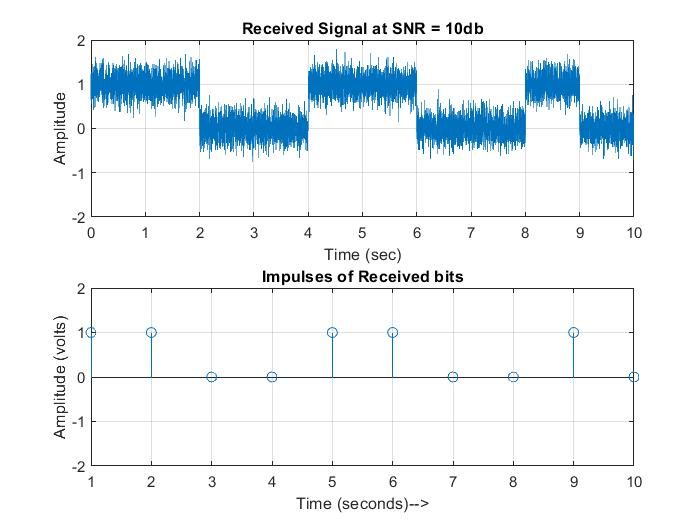 Received Signal at SNR = 10db
2
1
0
-1
-2
Amplitude
0 1 2 3 4 5 6 7 8 9 10
Time (sec)
Impulses of Received bits
2
1
0
-1
-2
Amplitude (volts)
1 2 3 4 5 6 7 8 9 10
Time (seconds)-->